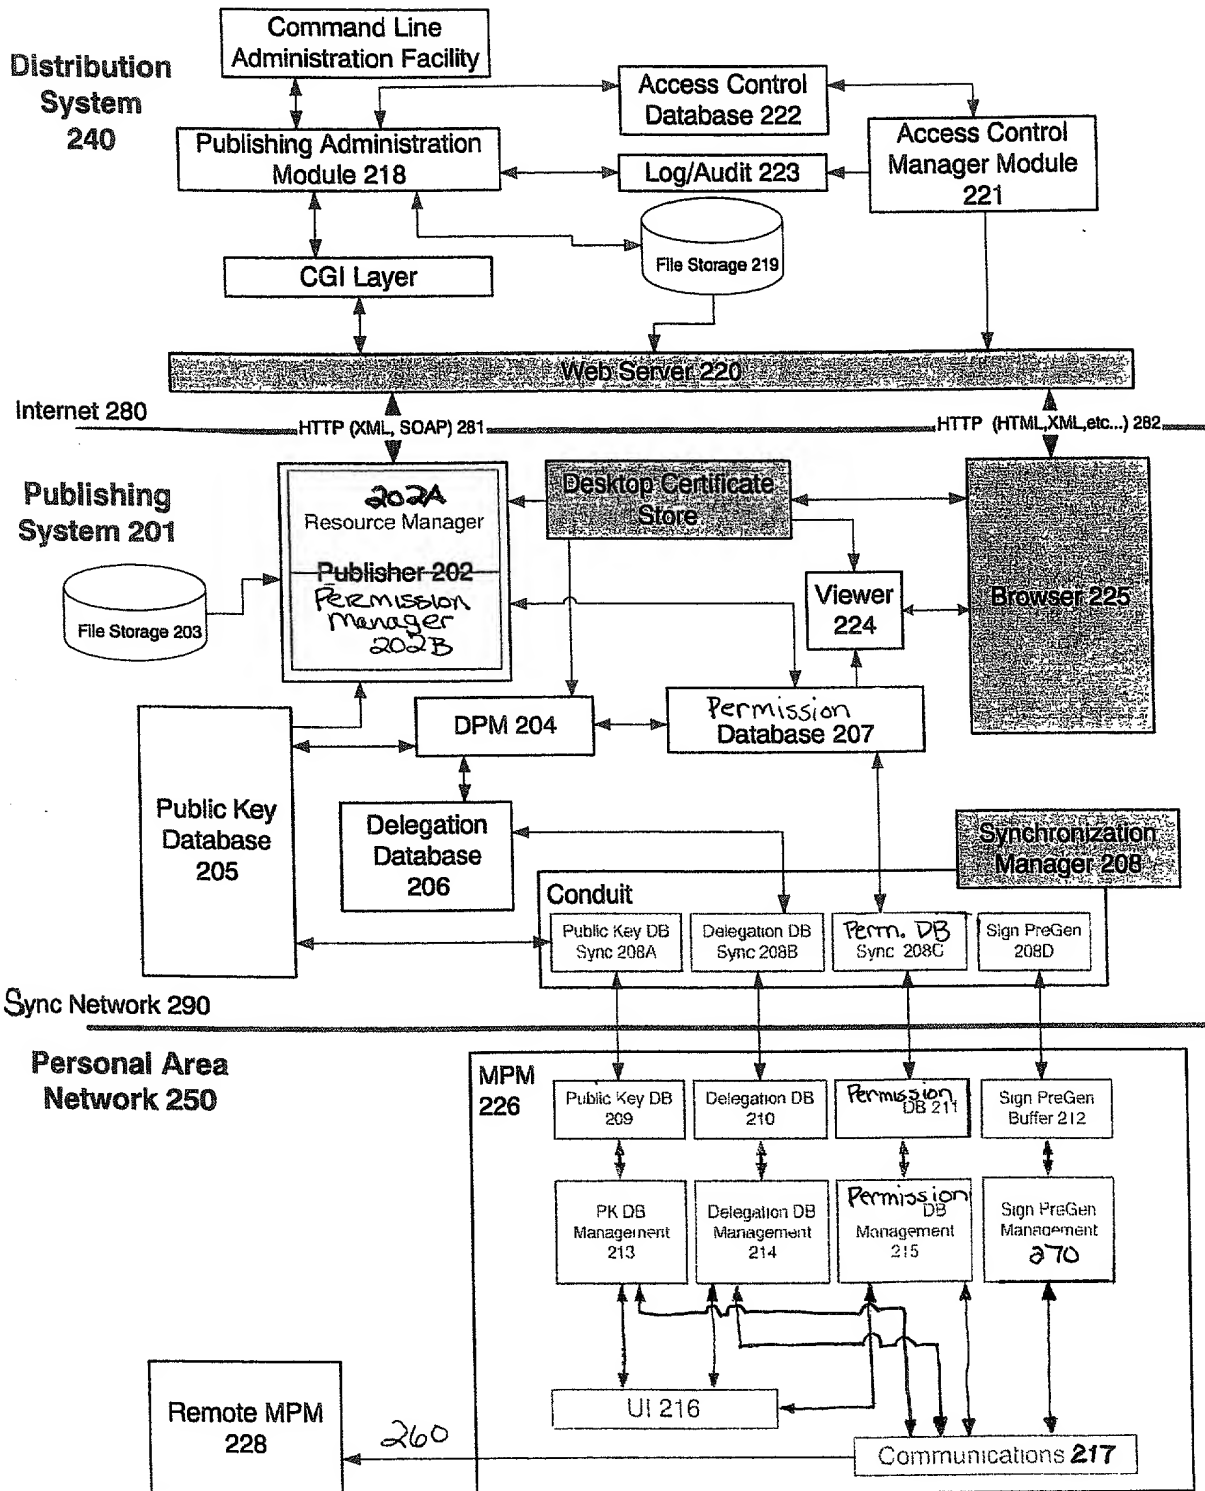 Command Line
Administration Facility
Distribution
System
240
Access Control
Database 222
Publishing Administration
Module 218
Access Control
Manager Module
221
Log/Audit 223
File Storage 219
CGI Layer
Web Server 220
Internet 280
HTTP (XML, SOAP) 281
HTTP (HTML,XML,etc...) 282
Publishing
System 201
202A
Resource Manager
Publisher 202
Permission
Manager
202B
Desktop Certificate
Store
File Storage 203
Viewer
224
Browser 225
DPM 204
Permission
Database 207
Public Key
Database
205
Delegation
Database
206
Synchronization
Manager 208
Conduit
Public Key DB
Sync 208A
Delegation DB
Sync 208B
Perm. DB
Sync 208C
Sign PreGen
208D
Sync Network 290
Personal Area
Network 250
MPM
226
Public Key DB
209
Delegation DB
210
Permission
DB 211
Sign PreGen
Buffer 212
PK DB
Management
213
Delegation DB
Management
214
Permission
DB
Management
215
Sign PreGen
Management
270
UI 216
Remote MPM
228
260
Communications 217